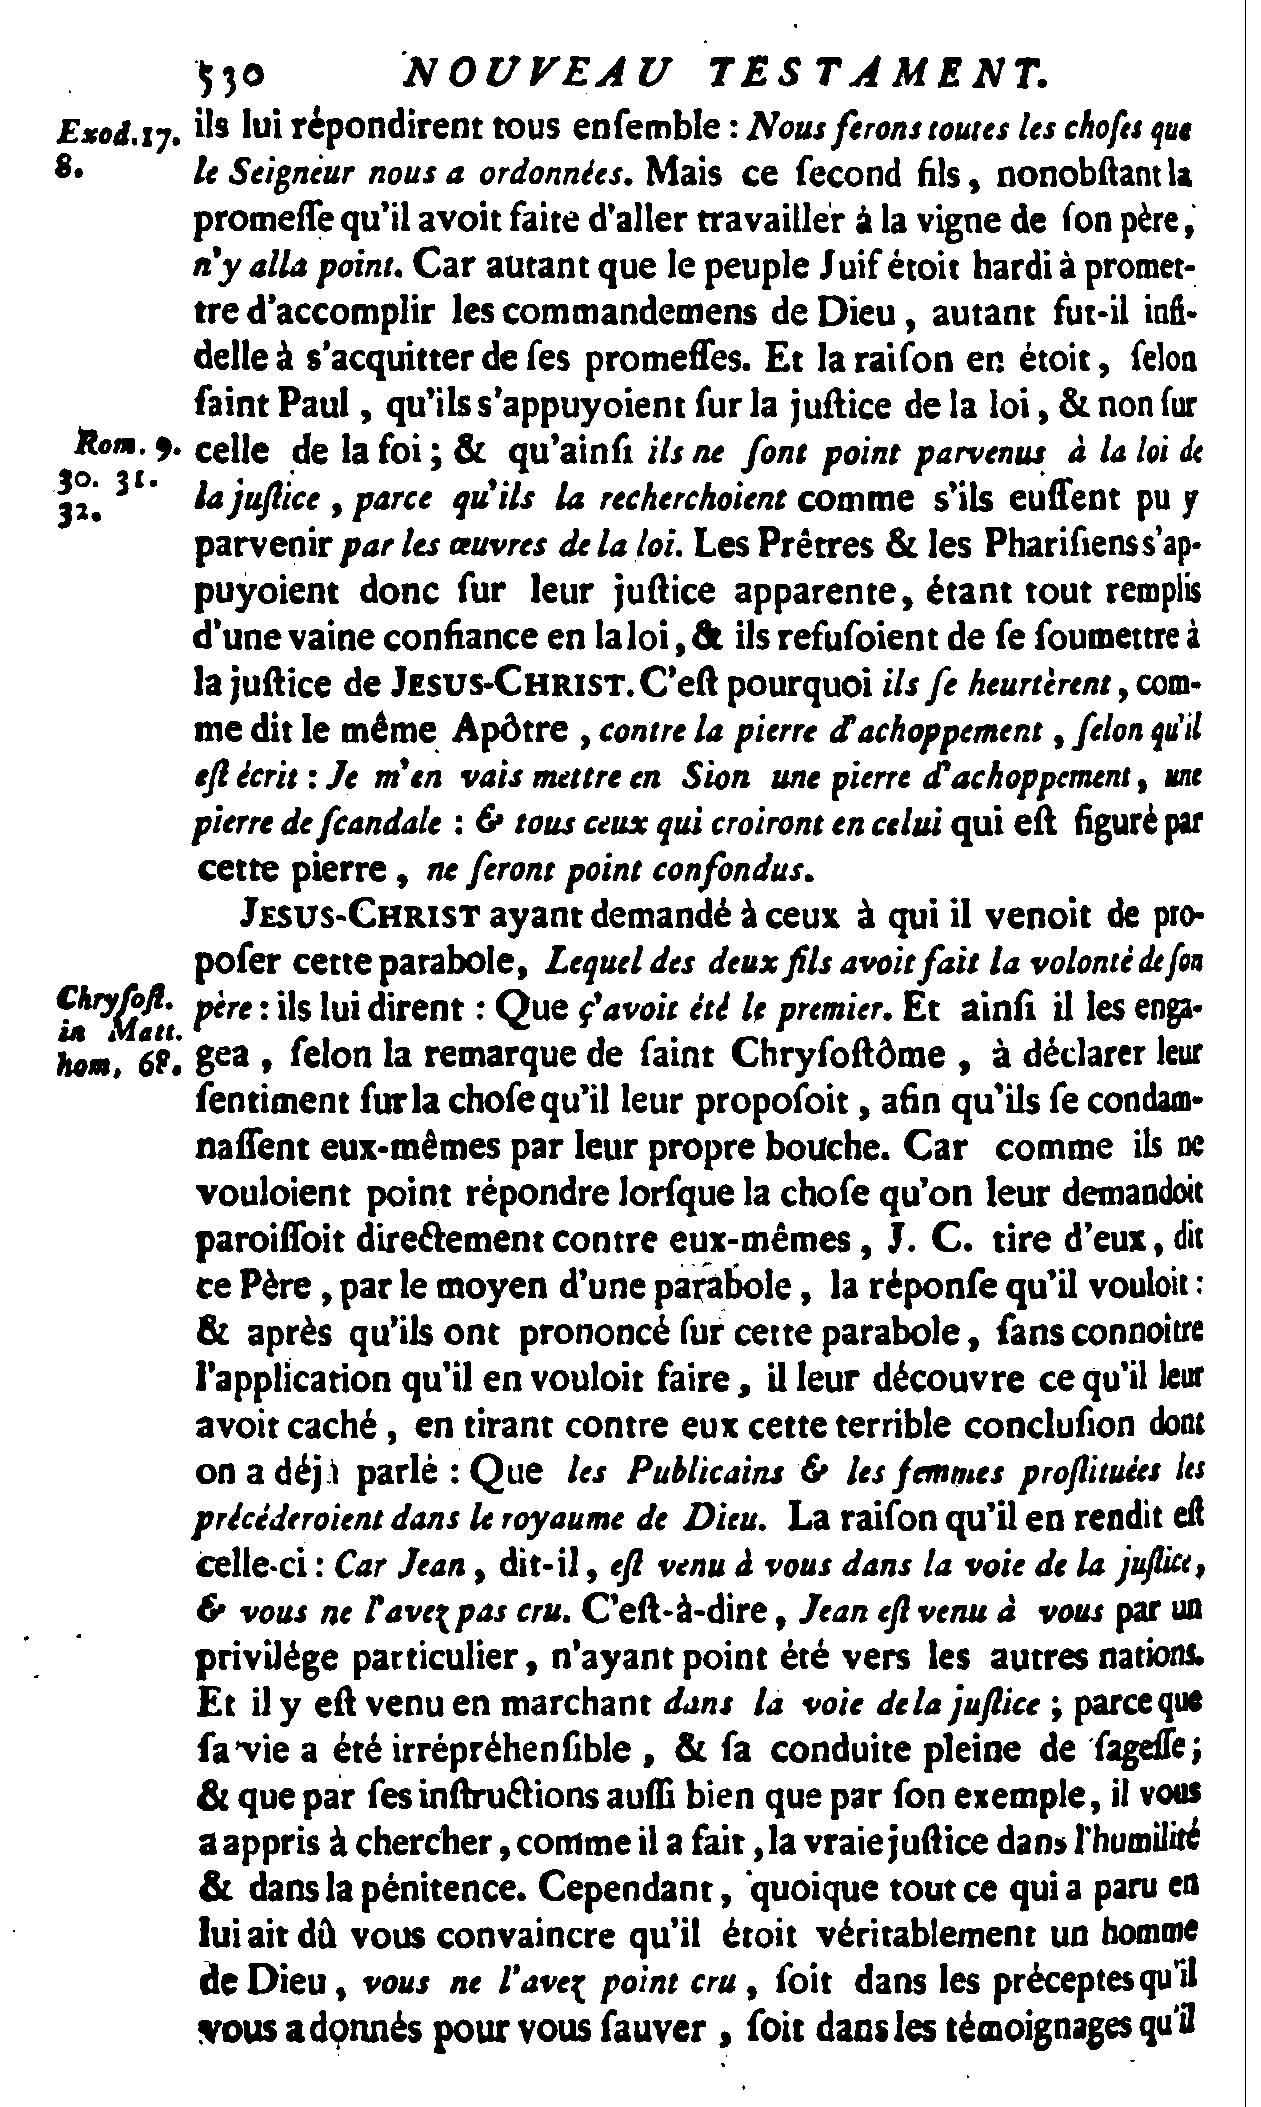 530 NOUVEAU TESTAMENT.
Exod. 17. ils lui répondirent tous enſemble : Nous ferons toutes les choſes que
8. le Seigneur nous a ordonnées. Mais ce ſecond fils, nonobſtant la
promeſſe qu'il avoit faite d'aller travailler à la vigne de ſon père,
n'y alla point. Car autant que le peuple Juif étoit hardi à promet-
tre d'accomplir les commandemens de Dieu, autant fut-il infi-
delle à s'acquitter de ſes promeſſes. Et la raiſon en étoit, ſelon
ſaint Paul, qu'ils s'appuyoient ſur la juſtice de la loi, & non ſur
Rom. 9. celle de la foi ; & qu'ainſi ils ne ſont point parvenus à la loi de
30. 31. la juſtice, parce qu'ils la recherchoient comme s'ils euſſent pu y
32. parvenir par les œuvres de la loi. Les Prêtres & les Phariſiens s'ap-
puyoient donc ſur leur juſtice apparente, étant tout remplis
d'une vaine confiance en la loi, & ils refuſoient de ſe ſoumettre à
la juſtice de JESUS-CHRIST. C'eſt pourquoi ils ſe heurtèrent, com-
me dit le même Apôtre, contre la pierre d'achoppement, ſelon qu'il
eſt écrit : Je m'en vais mettre en Sion une pierre d'achoppement, une
pierre de ſcandale : & tous ceux qui croiront en celui qui eſt figuré par
cette pierre, ne ſeront point confondus.
JESUS-CHRIST ayant demandé à ceux à qui il venoit de pro-
poſer cette parabole, Lequel des deux fils avoit fait la volonté de ſon
Chryſoſt. père : ils lui dirent : Que ç'avoit été le premier. Et ainſi il les enga-
in Matt.
hom, 68. gea, ſelon la remarque de ſaint Chryſoſtôme, à déclarer leur
ſentiment ſur la choſe qu'il leur propoſoit, afin qu'ils ſe condam-
naſſent eux-mêmes par leur propre bouche. Car comme ils ne
vouloient point répondre lorſque la choſe qu'on leur demandoit
paroiſſoit directement contre eux-mêmes, J. C. tire d'eux, dit
ce Père, par le moyen d'une parabole, la réponſe qu'il vouloit :
& après qu'ils ont prononcé ſur cette parabole, ſans connoître
l'application qu'il en vouloit faire, il leur découvre ce qu'il leur
avoit caché, en tirant contre eux cette terrible concluſion dont
on a déjà parlé : Que les Publicains & les femmes proſtituées les
précéderoient dans le royaume de Dieu. La raiſon qu'il en rendit eſt
celle-ci : Car Jean, dit-il, eſt venu à vous dans la voie de la juſtice,
& vous ne l'avez pas cru. C'eſt-à-dire, Jean eſt venu à vous par un
privilége particulier, n'ayant point été vers les autres nations.
Et il y eſt venu en marchant dans la voie de la juſtice ; parce que
ſa vie a été irrépréhenſible, & ſa conduite pleine de ſageſſe ;
& que par ſes inſtructions auſſi bien que par ſon exemple, il vous
a appris à chercher, comme il a fait, la vraie juſtice dans l'humilité
& dans la pénitence. Cependant, quoique tout ce qui a paru en
lui ait dû vous convaincre qu'il étoit véritablement un homme
de Dieu, vous ne l'avez point cru, ſoit dans les préceptes qu'il
vous a donnés pour vous ſauver, ſoit dans les témoignages qu'il